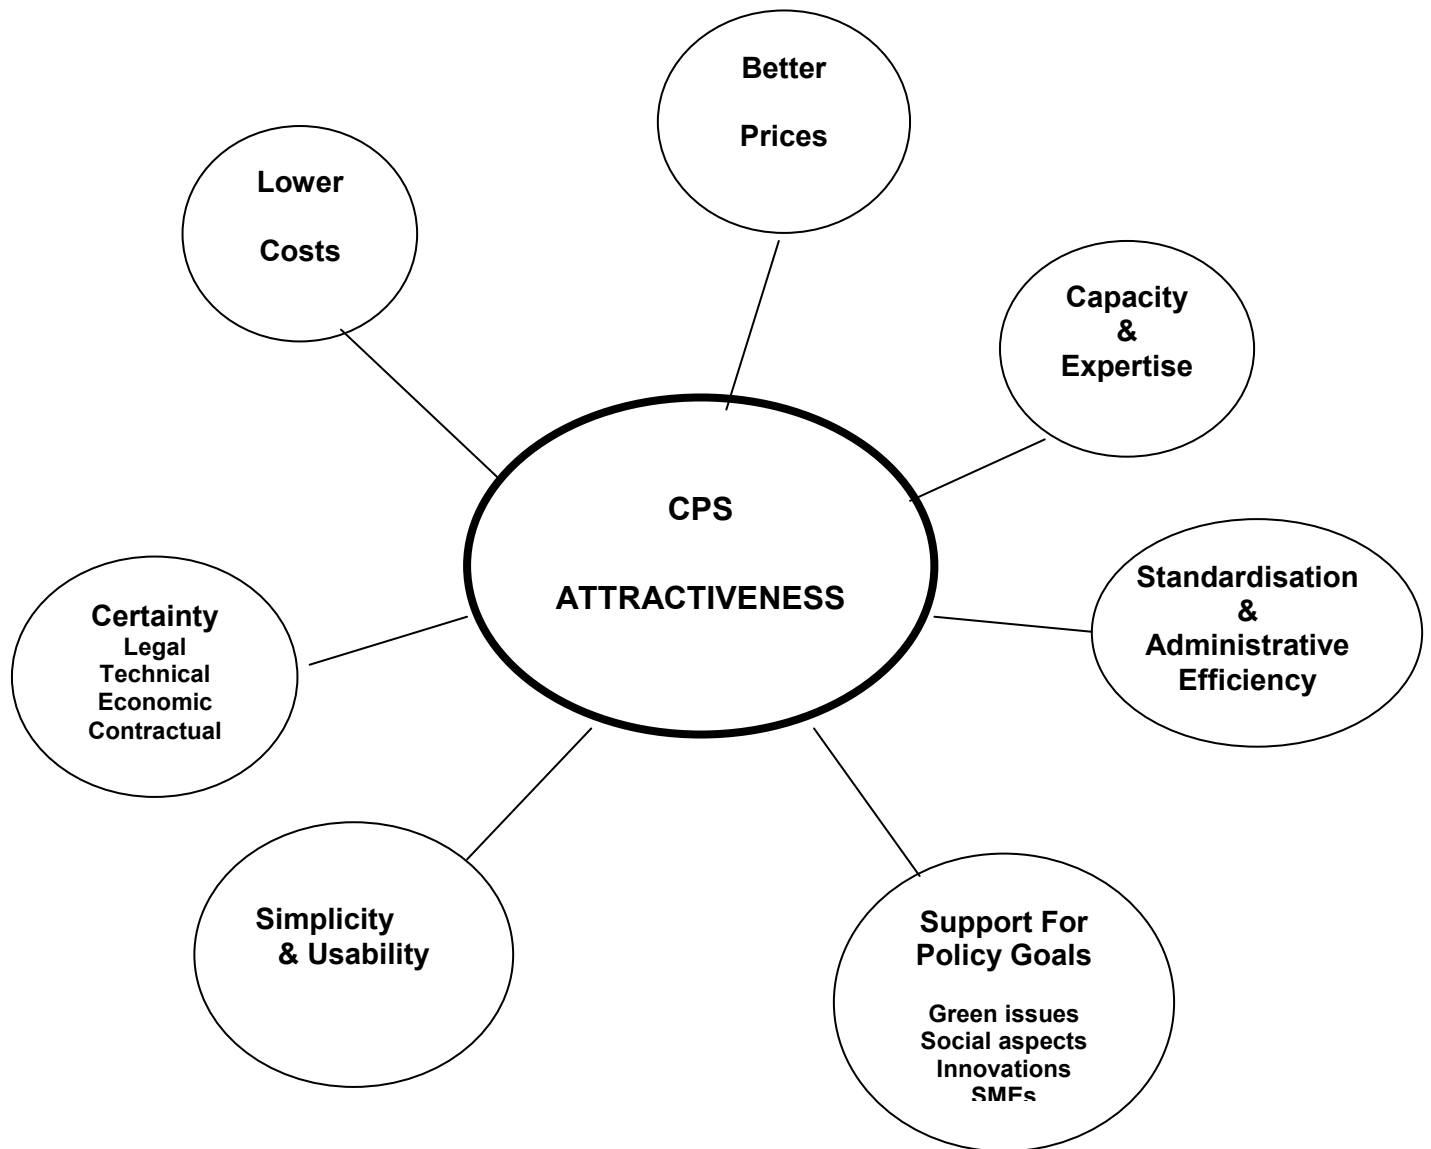 Better
Prices
Lower
Costs
Capacity
&
Expertise
CPS
ATTRACTIVENESS
Standardisation
&
Administrative
Efficiency
Certainty
Legal
Technical
Economic
Contractual
Simplicity
& Usability
Support For
Policy Goals
Green issues
Social aspects
Innovations
SMEs